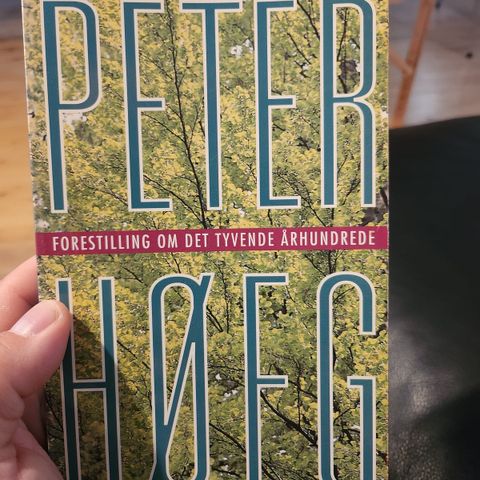 PETER
FORESTILLING OM DET TYVENDE ÅRHUNDREDE
HØEG